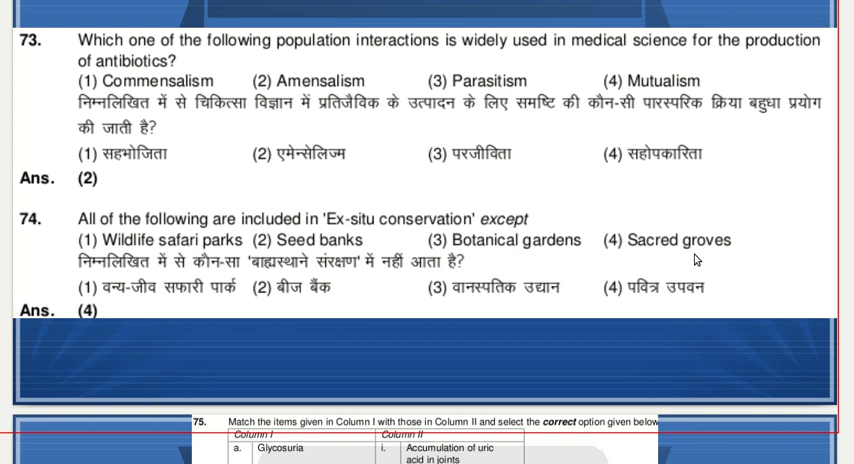 73. Which one of the following population interactions is widely used in medical science for the production
of antibiotics?
(1) Commensalism (2) Amensalism (3) Parasitism (4) Mutualism
निम्नलिखित में से चिकित्सा विज्ञान में प्रतिजैविक के उत्पादन के लिए समष्टि की कौन-सी पारस्परिक क्रिया बहुधा प्रयोग
की जाती है?
(1) सहभोजिता (2) एमेन्सेलिज्म (3) परजीविता (4) सहोपकारिता
Ans. (2)
74. All of the following are included in 'Ex-situ conservation' except
(1) Wildlife safari parks (2) Seed banks (3) Botanical gardens (4) Sacred groves
निम्नलिखित में से कौन-सा 'बाह्यस्थाने संरक्षण' में नहीं आता है?
(1) वन्य-जीव सफारी पार्क (2) बीज बैंक (3) वानस्पतिक उद्यान (4) पवित्र उपवन
Ans. (4)
75. Match the items given in Column I with those in Column II and select the correct option given below
Column I Column II
a. Glycosuria i. Accumulation of uric
acid in joints